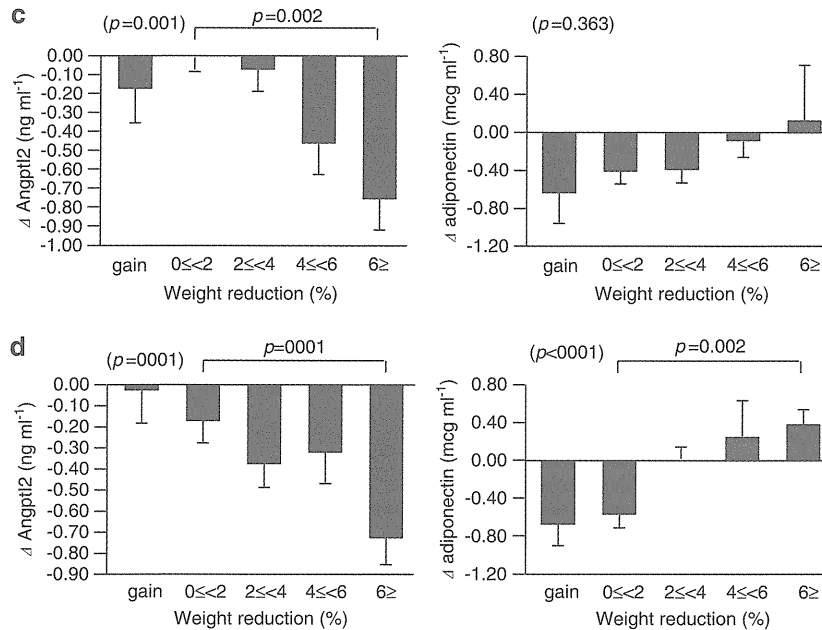 c
(p=0.001) p=0.002
0.00
-0.10
-0.20
-0.30
-0.40
-0.50
-0.60
-0.70
-0.80
-0.90
-1.00
Δ Angptl2 (ng ml-1)
gain 0≤<2 2≤<4 4≤<6 6≥
Weight reduction (%)
(p=0.363)
0.80
0.40
0.00
-0.40
-0.80
-1.20
Δ adiponectin (mcg ml-1)
gain 0≤<2 2≤<4 4≤<6 6≥
Weight reduction (%)
d
(p=0001) p=0001
0.00
-0.10
-0.20
-0.30
-0.40
-0.50
-0.60
-0.70
-0.80
-0.90
Δ Angptl2 (ng ml-1)
gain 0≤<2 2≤<4 4≤<6 6≥
Weight reduction (%)
(p<0001) p=0.002
0.80
0.40
0.00
-0.40
-0.80
-1.20
Δ adiponectin (mcg ml-1)
gain 0≤<2 2≤<4 4≤<6 6≥
Weight reduction (%)